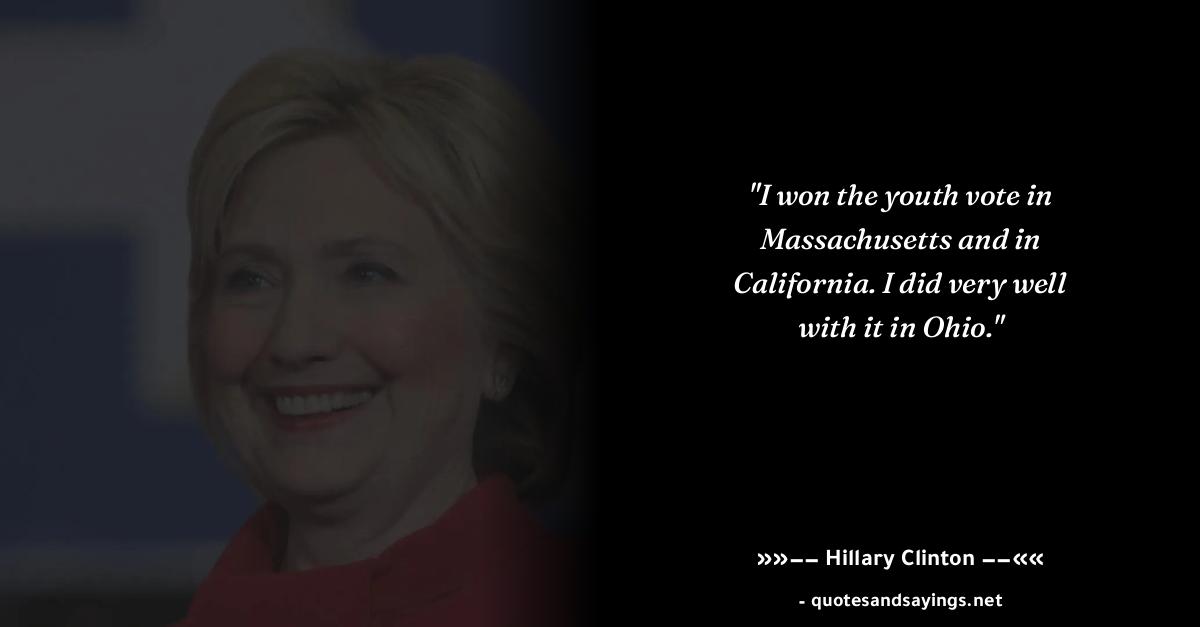 "I won the youth vote in
Massachusetts and in
California. I did very well
with it in Ohio."
»»−− Hillary Clinton −−««
- quotesandsayings.net